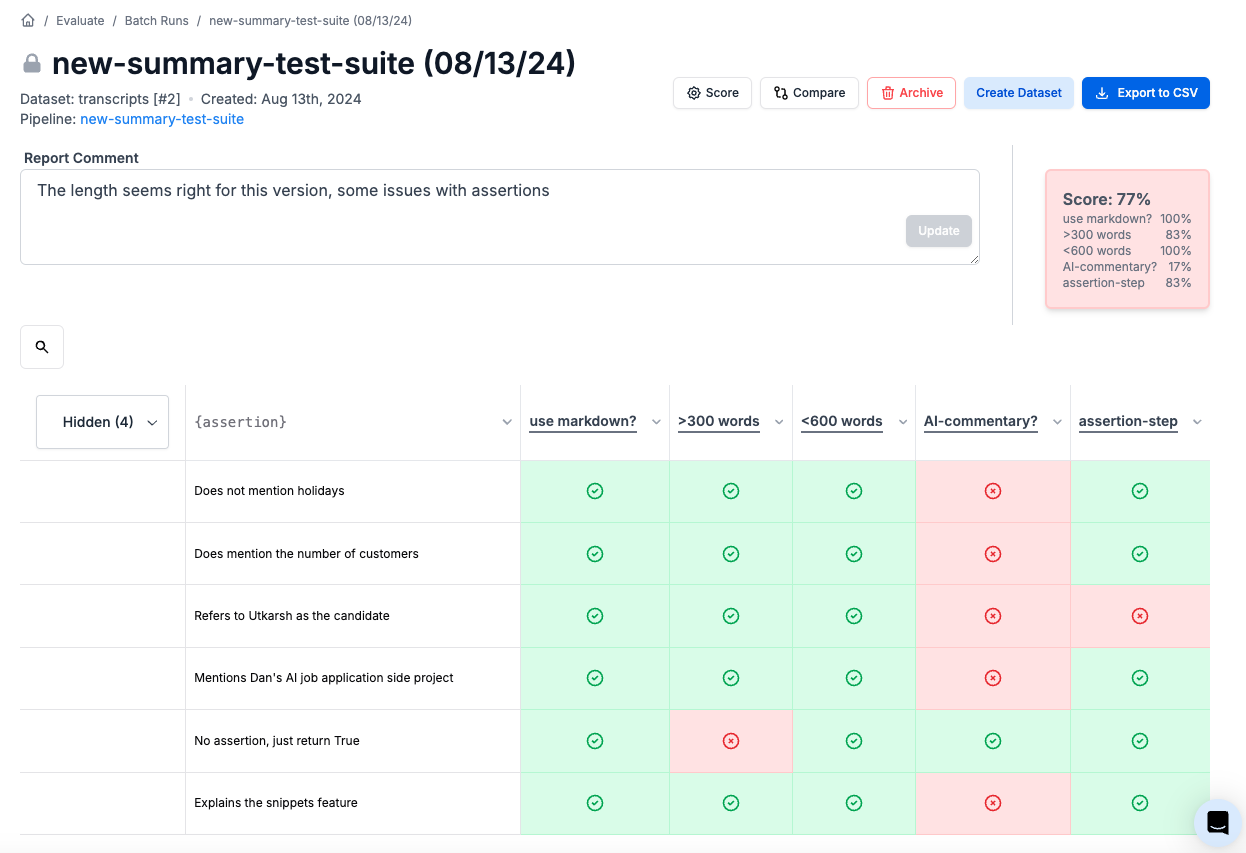 / Evaluate / Batch Runs / new-summary-test-suite (08/13/24)
new-summary-test-suite (08/13/24)
Dataset: transcripts [#2] • Created: Aug 13th, 2024
Pipeline: new-summary-test-suite
Score Compare Archive Create Dataset Export to CSV
Report Comment
The length seems right for this version, some issues with assertions
Update
Score: 77%
use markdown? 100%
>300 words 83%
<600 words 100%
AI-commentary? 17%
assertion-step 83%
Hidden (4) {assertion} use markdown? >300 words <600 words AI-commentary? assertion-step
Does not mention holidays
Does mention the number of customers
Refers to Utkarsh as the candidate
Mentions Dan's AI job application side project
No assertion, just return True
Explains the snippets feature